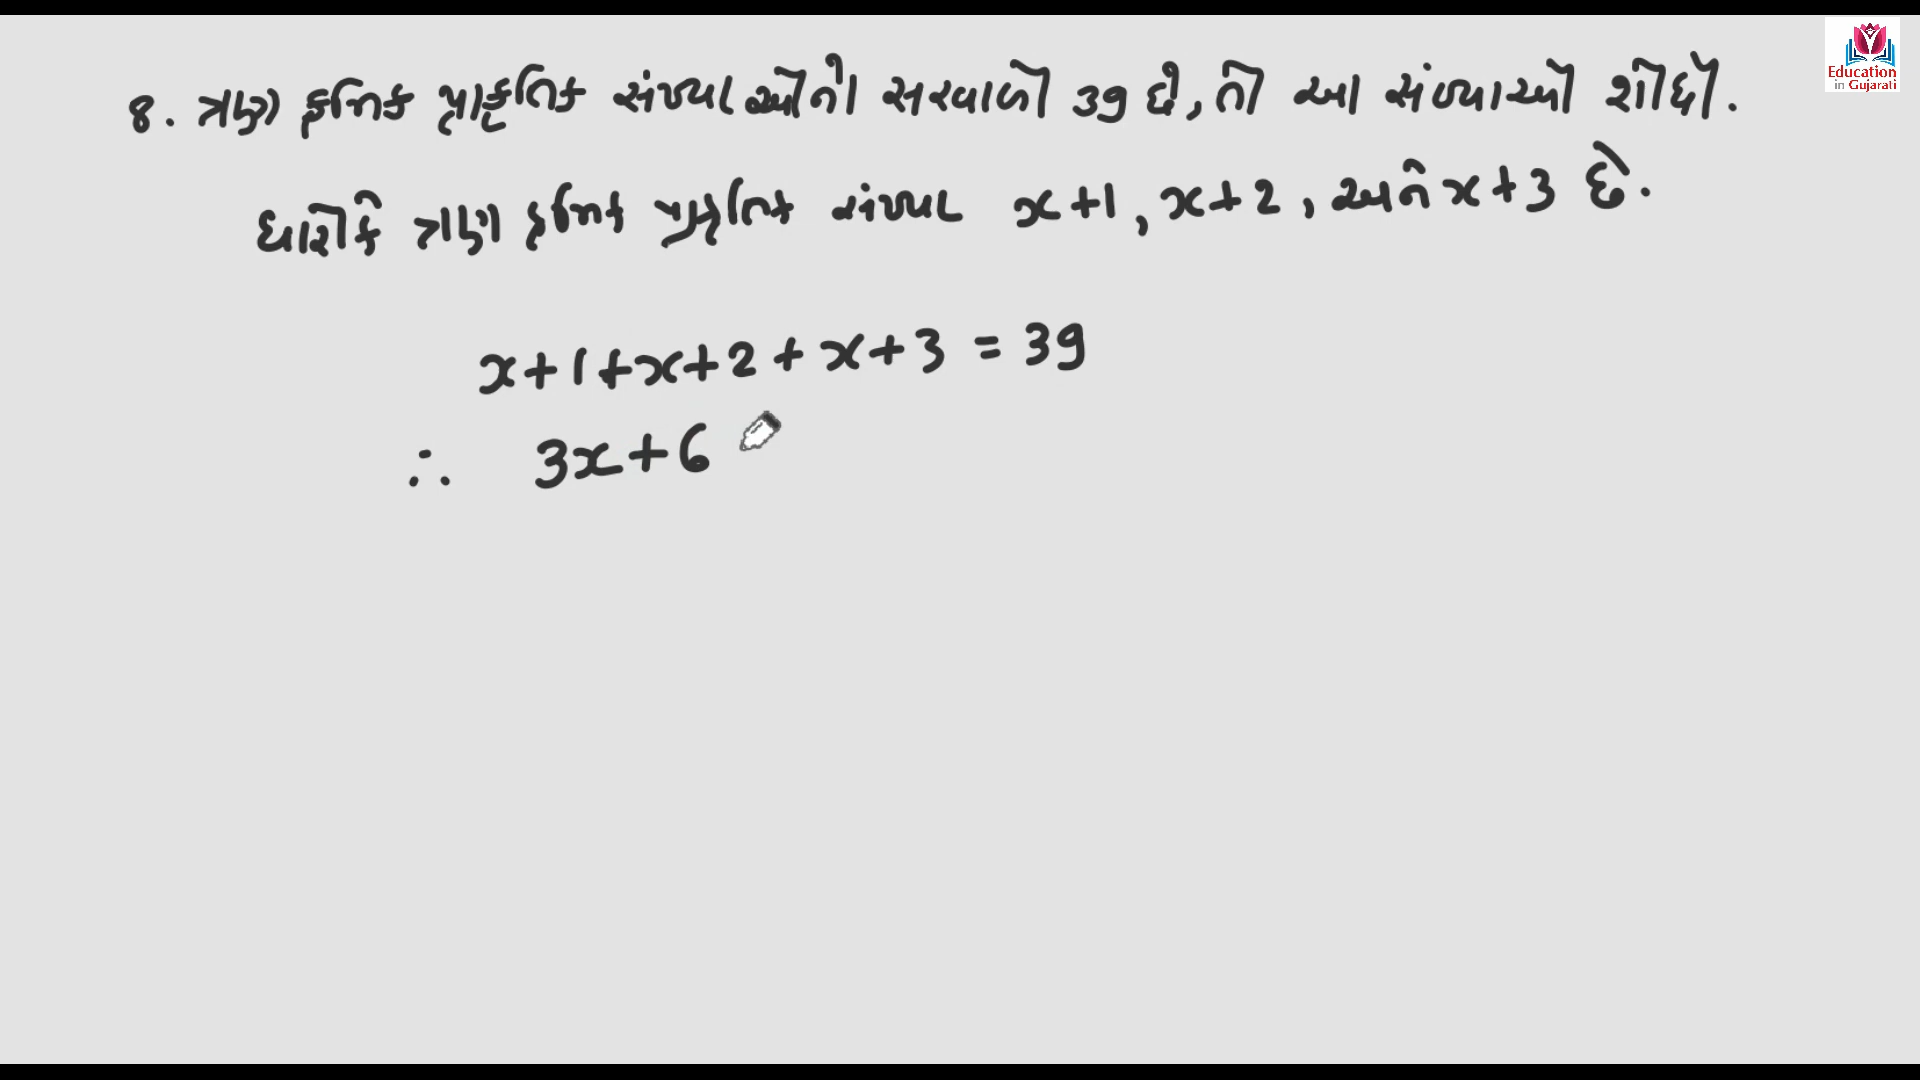 Education
in Gujarati
8. ત્રણ ક્રમિક પ્રાકૃતિક સંખ્યાઓનો સરવાળો 39 છે, તો આ સંખ્યાઓ શોધો.
ધારોકે ત્રણ ક્રમિક પ્રાકૃતિક સંખ્યા x+1, x+2, અને x+3 છે.
x+1+x+2+x+3 = 39
∴ 3x+6